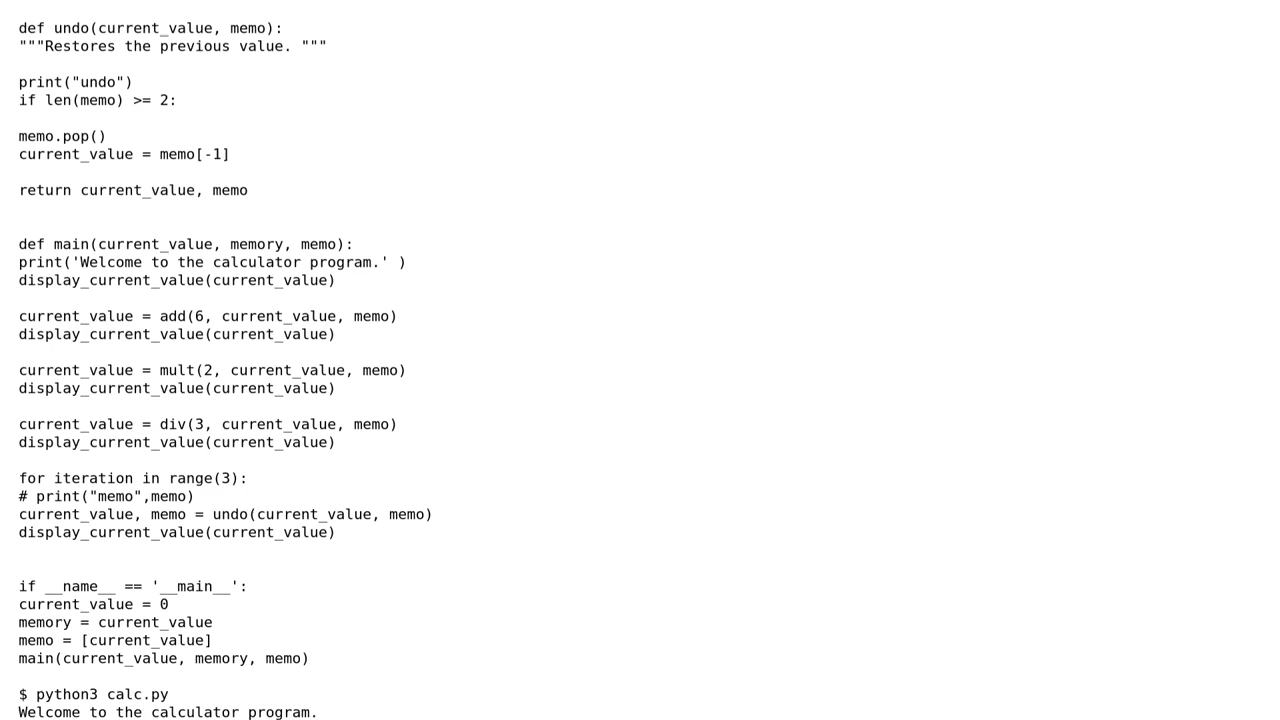 def undo(current_value, memo):
"""Restores the previous value. """
print("undo")
if len(memo) >= 2:
memo.pop()
current_value = memo[-1]
return current_value, memo
def main(current_value, memory, memo):
print('Welcome to the calculator program.' )
display_current_value(current_value)
current_value = add(6, current_value, memo)
display_current_value(current_value)
current_value = mult(2, current_value, memo)
display_current_value(current_value)
current_value = div(3, current_value, memo)
display_current_value(current_value)
for iteration in range(3):
# print("memo",memo)
current_value, memo = undo(current_value, memo)
display_current_value(current_value)
if __name__ == '__main__':
current_value = 0
memory = current_value
memo = [current_value]
main(current_value, memory, memo)
$ python3 calc.py
Welcome to the calculator program.